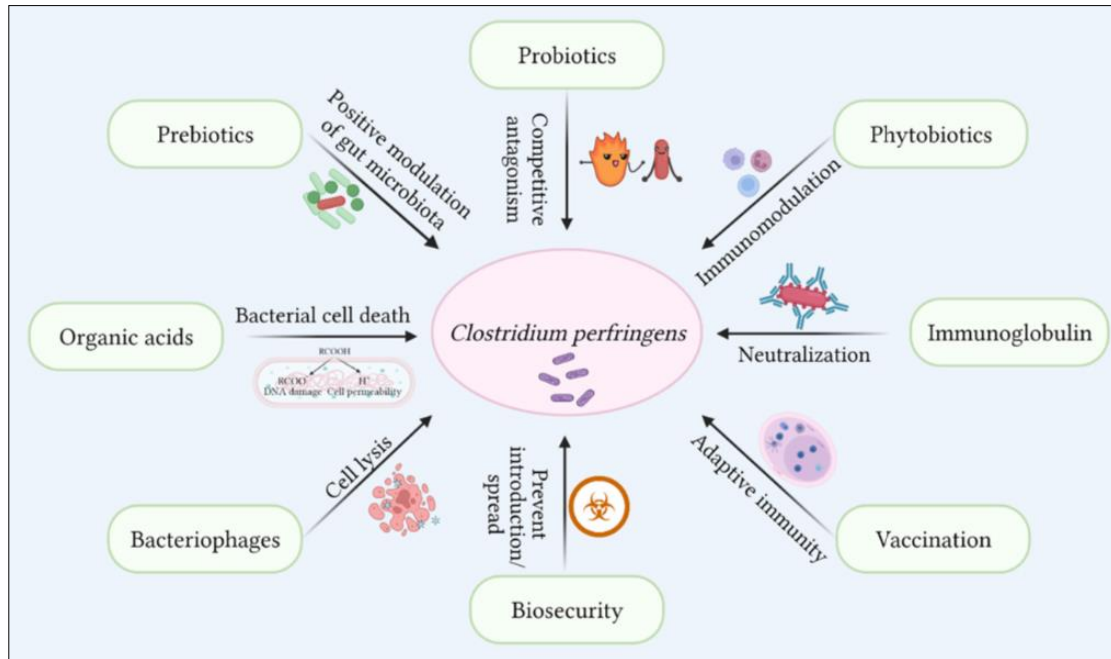 Probiotics
Prebiotics
Positive modulation
of gut microbiota
Competitive
antagonism
Phytobiotics
Immunomodulation
Organic acids
Bacterial cell death
RCOOH
RCOO⁻ H⁺
DNA damage Cell permeability
Clostridium perfringens
Immunoglobulin
Neutralization
Bacteriophages
Cell lysis
Prevent
introduction/
spread
Adaptive immunity
Vaccination
Biosecurity